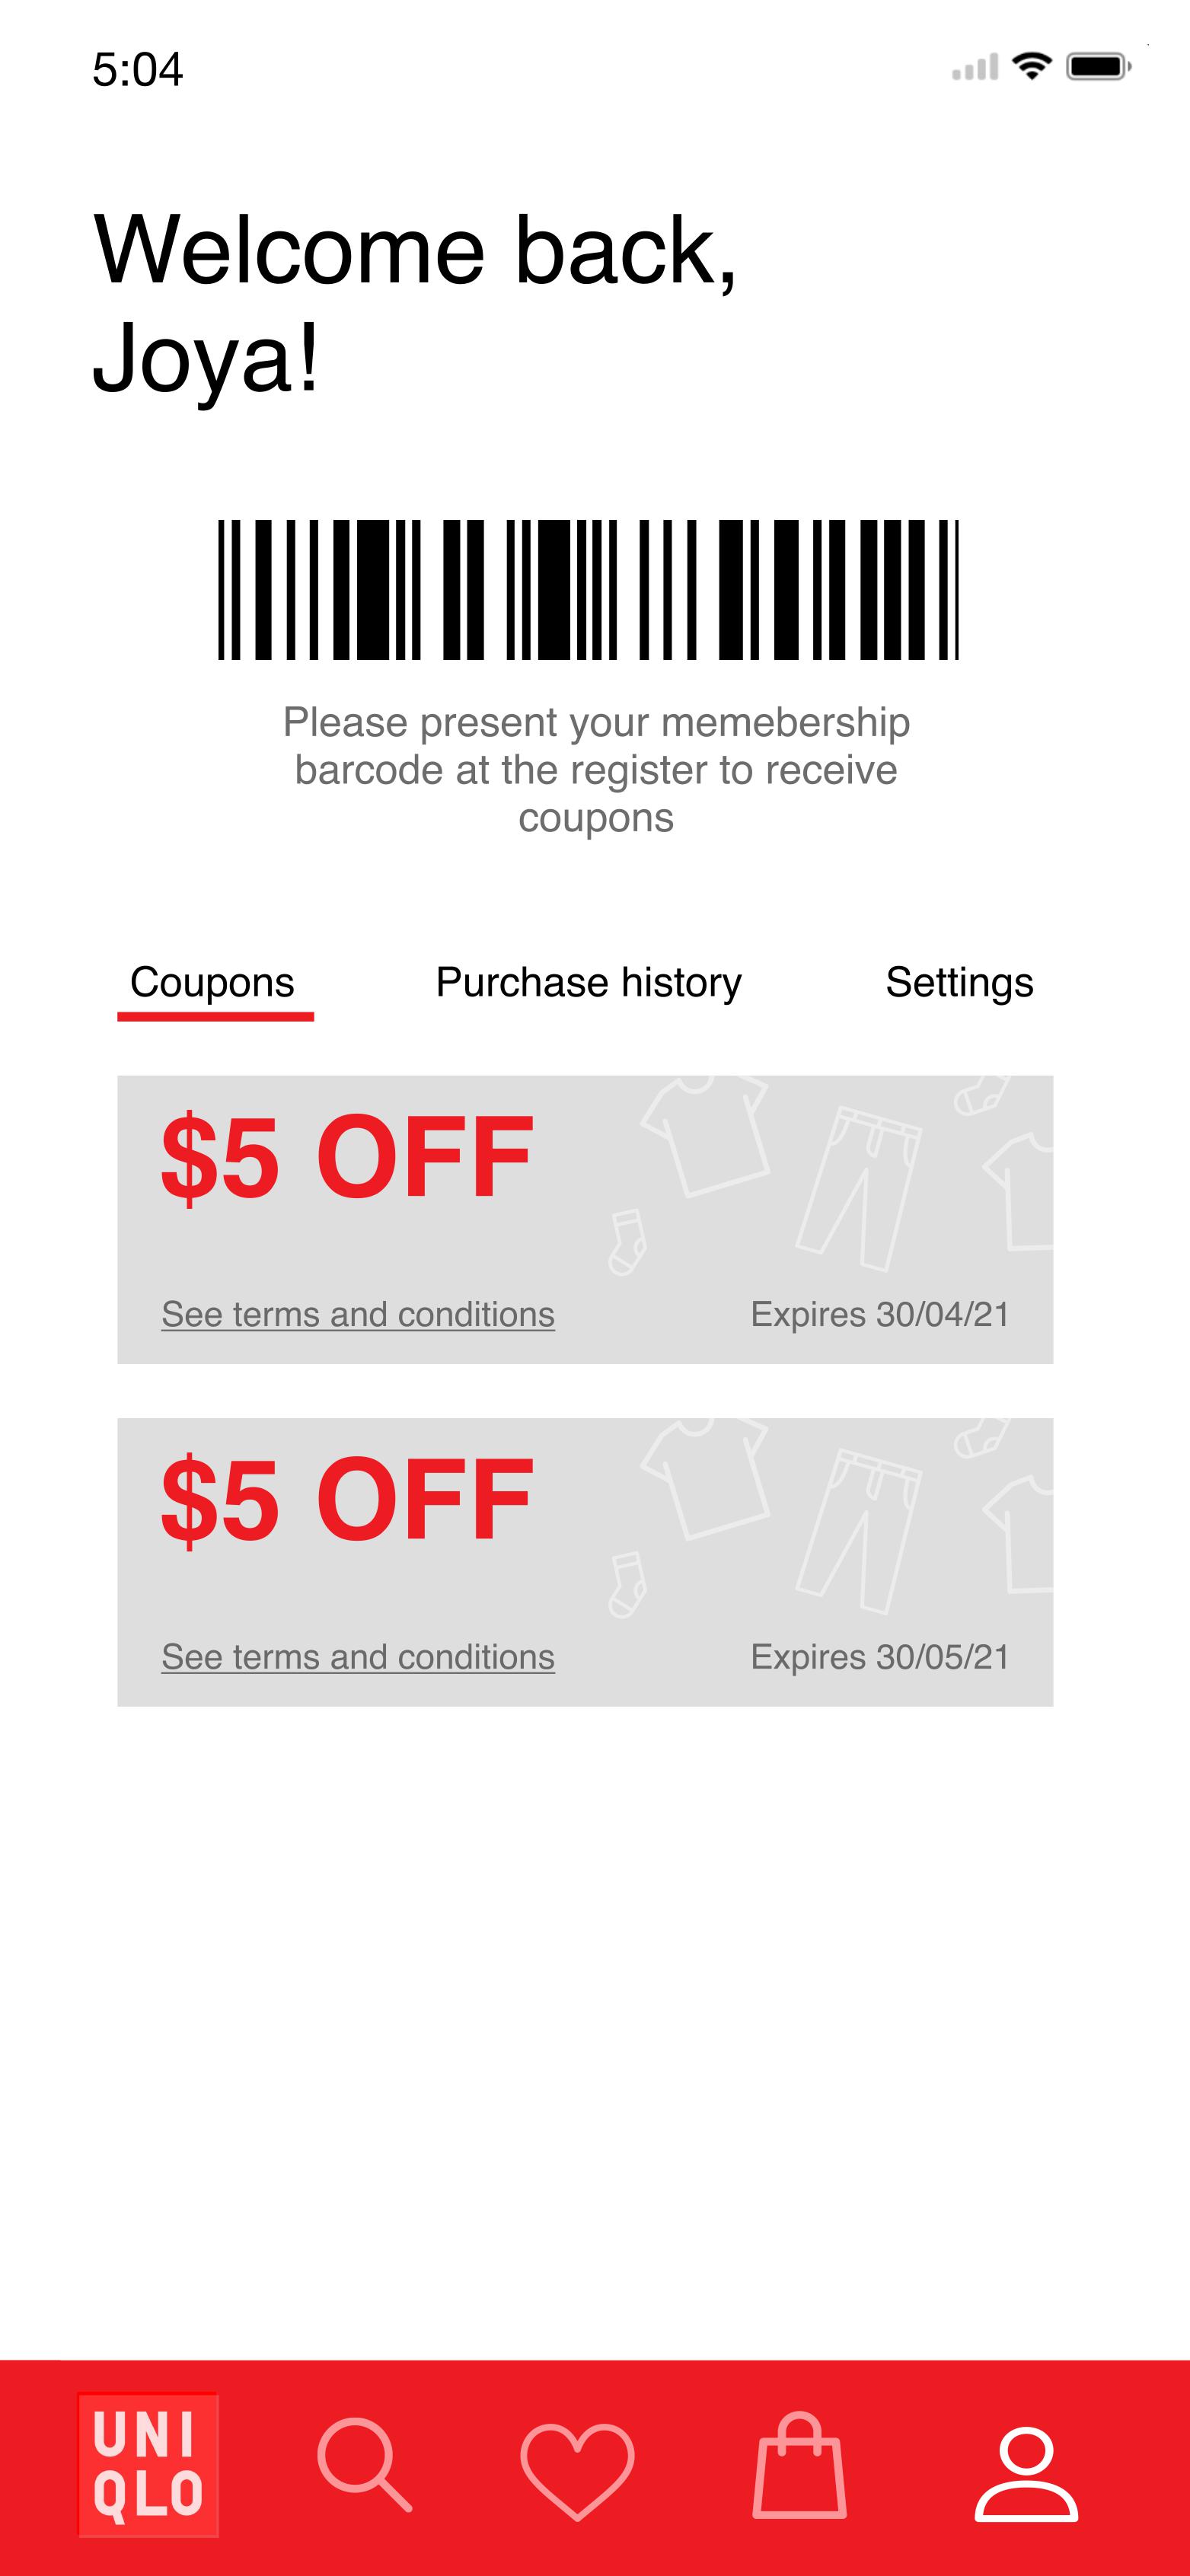 5:04
Welcome back,
Joya!
Please present your memebership
barcode at the register to receive
coupons
Coupons Purchase history Settings
$5 OFF
See terms and conditions Expires 30/04/21
$5 OFF
See terms and conditions Expires 30/05/21
UNI
QLO